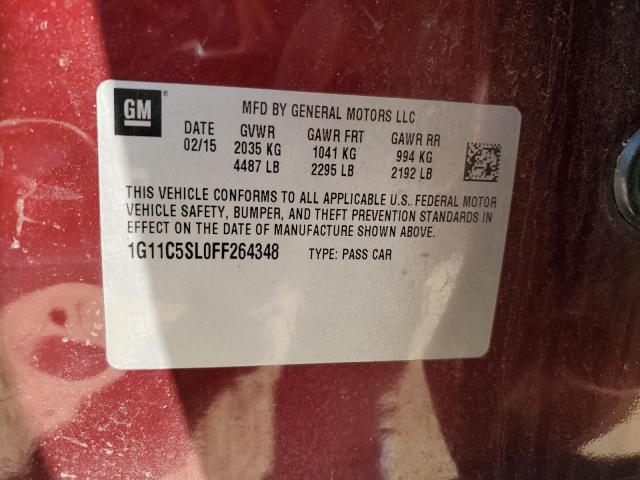 GM ® MFD BY GENERAL MOTORS LLC
DATE GVWR GAWR FRT GAWR RR
02/15 2035 KG 1041 KG 994 KG
4487 LB 2295 LB 2192 LB
THIS VEHICLE CONFORMS TO ALL APPLICABLE U.S. FEDERAL MOTOR
VEHICLE SAFETY, BUMPER, AND THEFT PREVENTION STANDARDS IN
EFFECT ON THE DATE OF MANUFACTURE SHOWN ABOVE.
1G11C5SL0FF264348 TYPE: PASS CAR